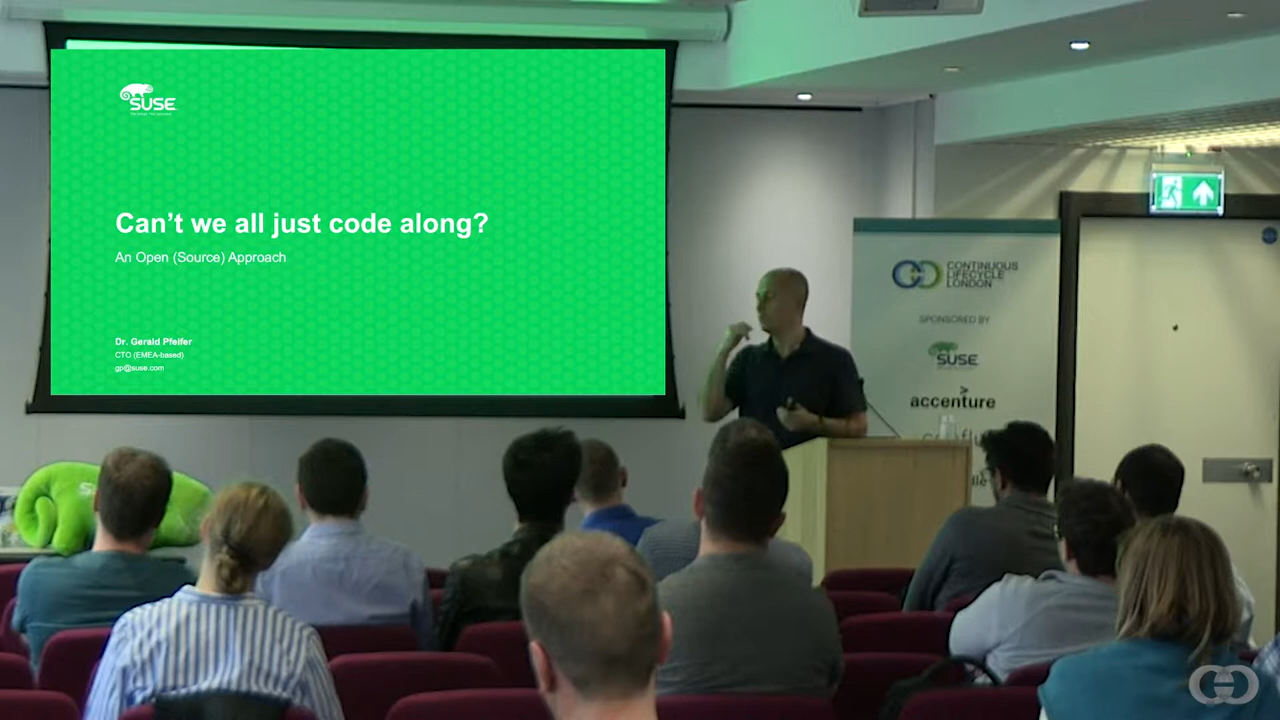 SUSE
Can't we all just code along?
An Open (Source) Approach
Dr. Gerald Pfeifer
CTO (EMEA-based)
gp@suse.com
CONTINUOUS
LIFECYCLE
LONDON
SPONSORED BY
SUSE
accenture